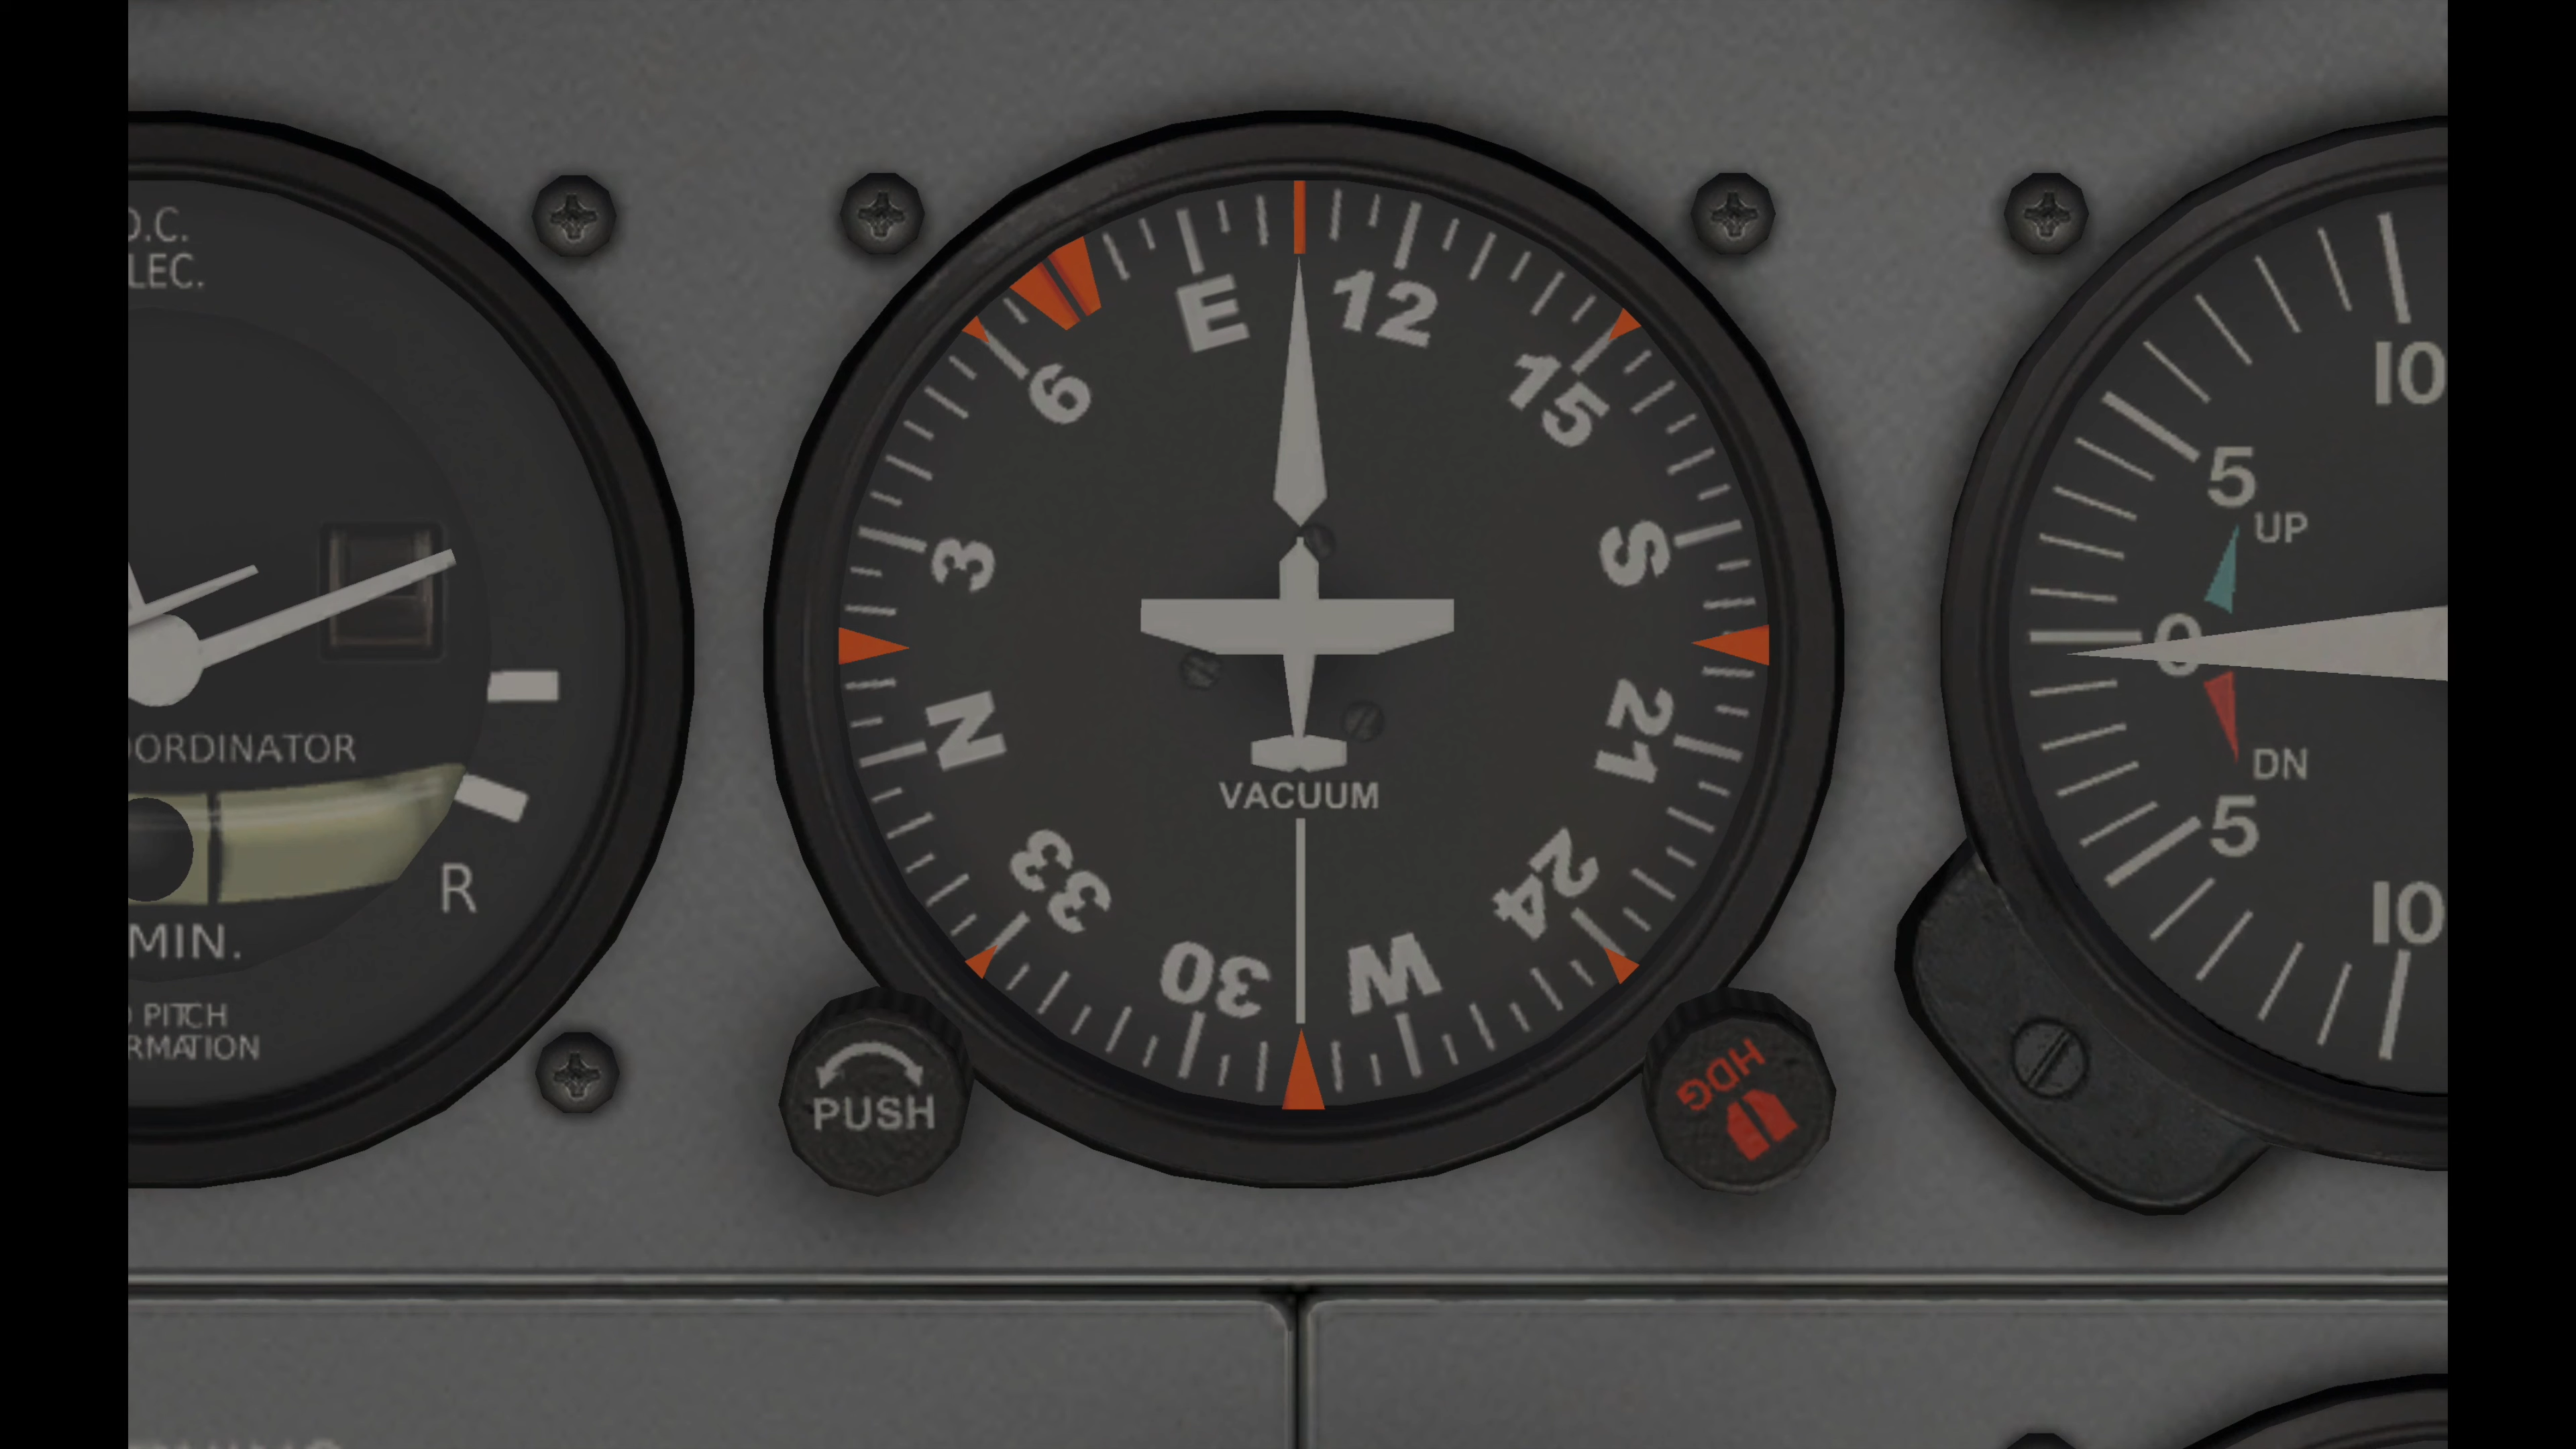 D.C.
LEC.
OORDINATOR
MIN.
PITCH
RMATION
R
E
12
15
S
21
24
W
30
33
N
3
6
VACUUM
PUSH
HDG
10
5
UP
0
DN
5
10